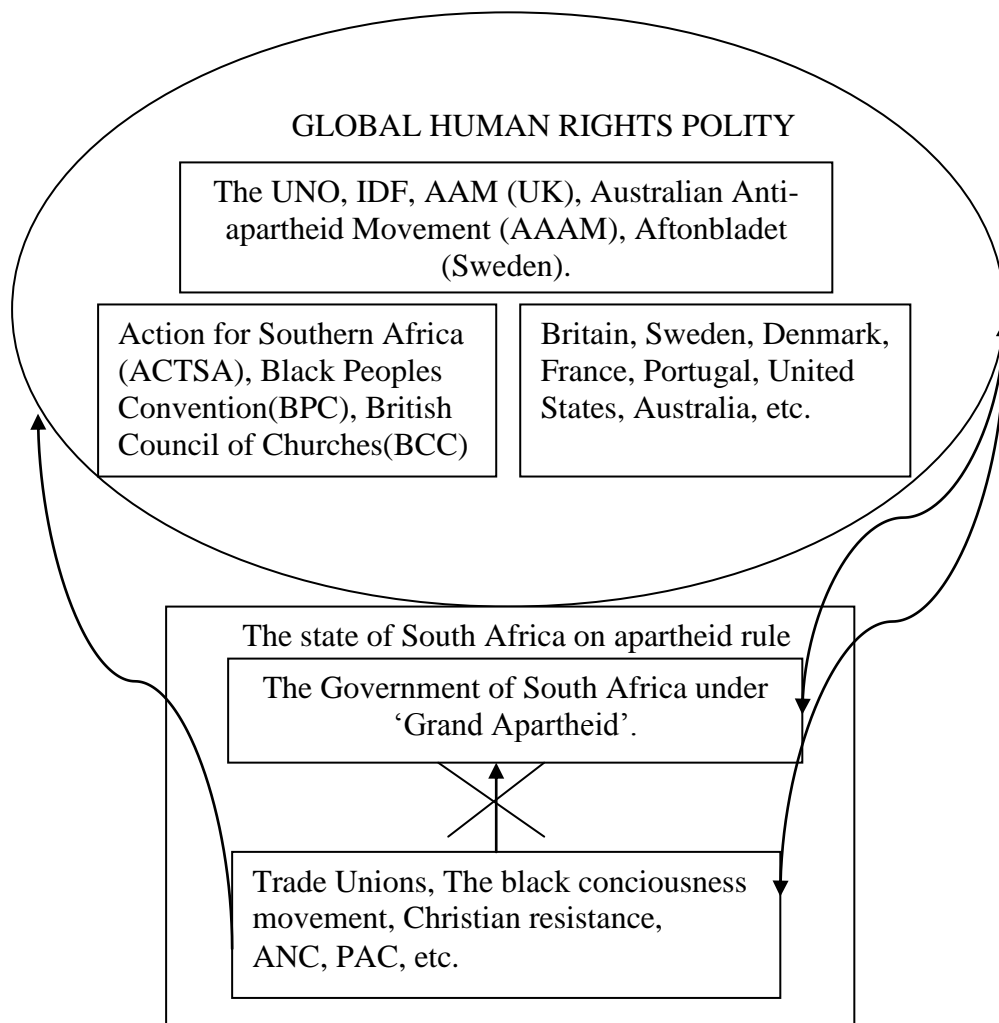 GLOBAL HUMAN RIGHTS POLITY
The UNO, IDF, AAM (UK), Australian Anti-
apartheid Movement (AAAM), Aftonbladet
(Sweden).
Action for Southern Africa
(ACTSA), Black Peoples
Convention(BPC), British
Council of Churches(BCC)
Britain, Sweden, Denmark,
France, Portugal, United
States, Australia, etc.
The state of South Africa on apartheid rule
The Government of South Africa under
‘Grand Apartheid’.
Trade Unions, The black conciousness
movement, Christian resistance,
ANC, PAC, etc.